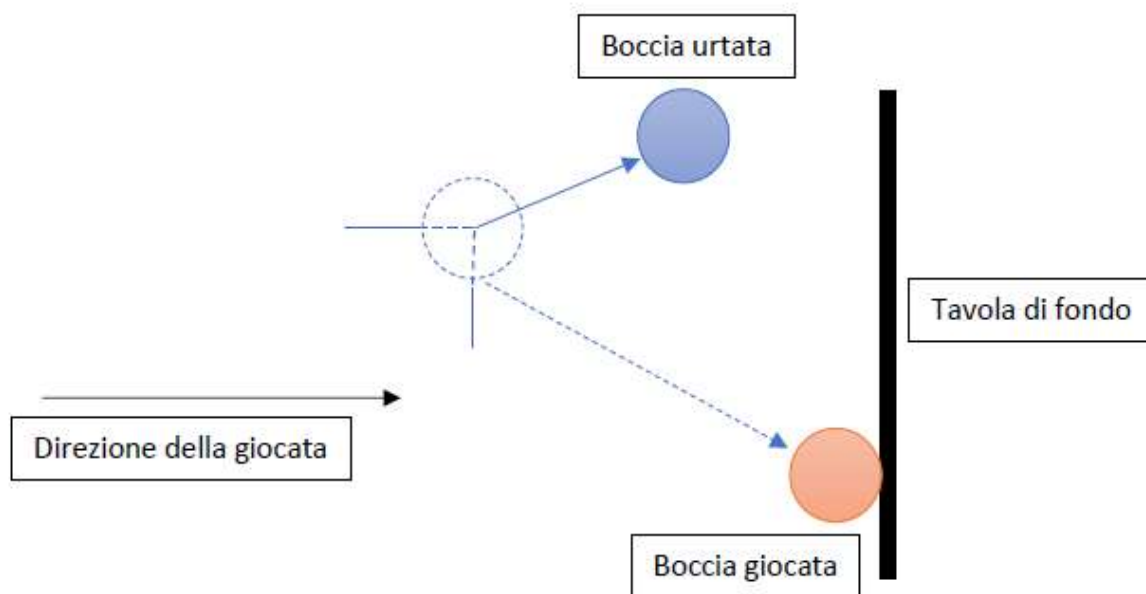 Boccia urtata
Tavola di fondo
Direzione della giocata
Boccia giocata